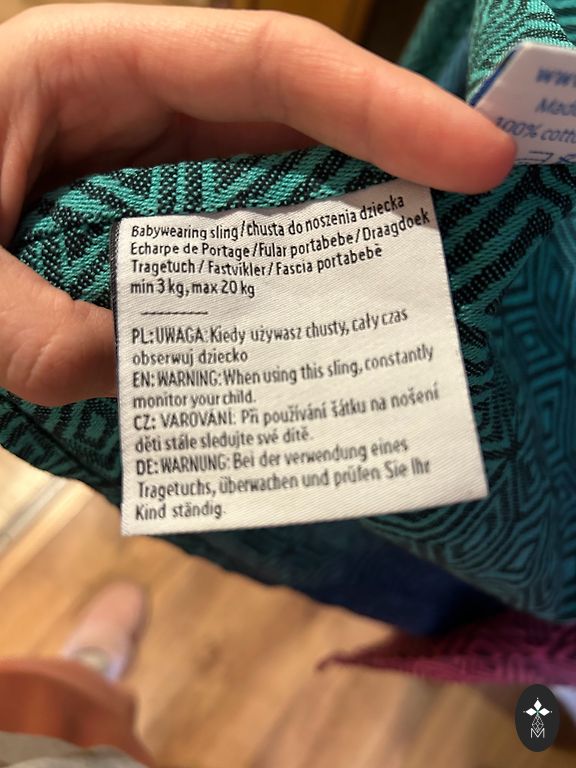 www
Made
100% cotto
Babywearing sling/chusta do noszenia dziecka
Echarpe de Portage/Fular portabebe/Draagdoek
Tragetuch/Fastvikler/Fascia portabebè
min 3 kg, max 20 kg
PL:UWAGA: Kiedy używasz chusty, cały czas
obserwuj dziecko
EN: WARNING: When using this sling, constantly
monitor your child.
CZ: VAROVÁNÍ: Při používání šátku na nošení
děti stále sledujte své dítě.
DE: WARNUNG: Bei der verwendung eines
Tragetuchs, überwachen und prüfen Sie Ihr
Kind ständig.
M